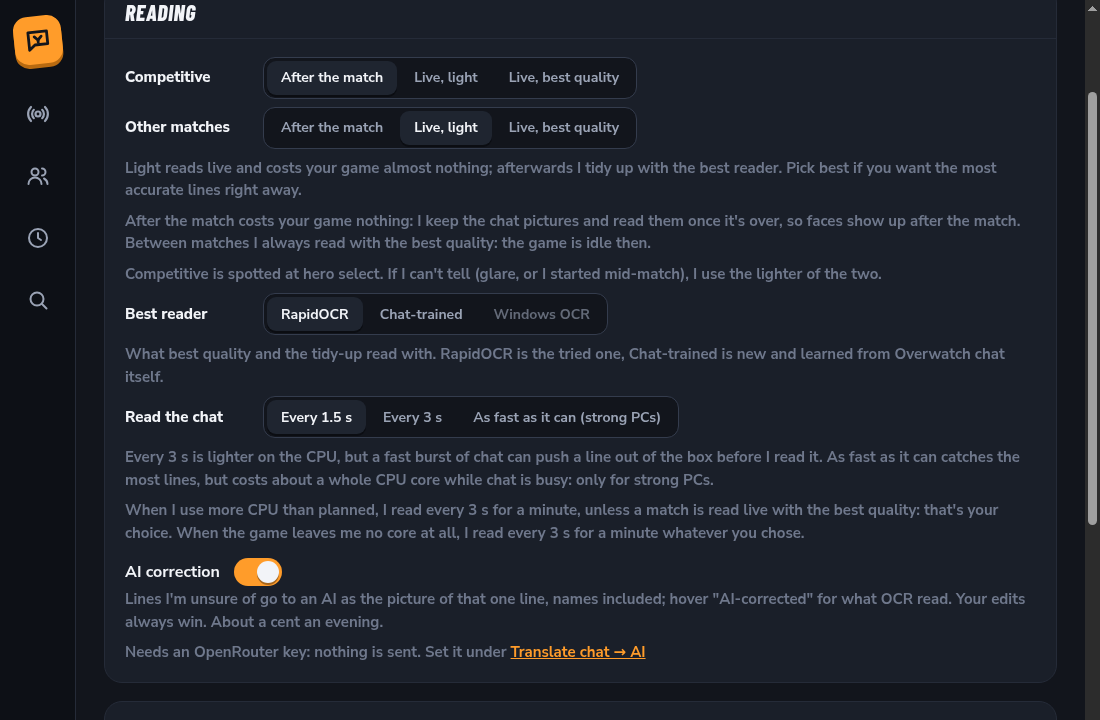 READING
Competitive
After the match Live, light Live, best quality
Other matches
After the match Live, light Live, best quality
Light reads live and costs your game almost nothing; afterwards I tidy up with the best reader. Pick best if you want the most
accurate lines right away.
After the match costs your game nothing: I keep the chat pictures and read them once it's over, so faces show up after the match.
Between matches I always read with the best quality: the game is idle then.
Competitive is spotted at hero select. If I can't tell (glare, or I started mid-match), I use the lighter of the two.
Best reader
RapidOCR Chat-trained Windows OCR
What best quality and the tidy-up read with. RapidOCR is the tried one, Chat-trained is new and learned from Overwatch chat
itself.
Read the chat
Every 1.5 s Every 3 s As fast as it can (strong PCs)
Every 3 s is lighter on the CPU, but a fast burst of chat can push a line out of the box before I read it. As fast as it can catches the
most lines, but costs about a whole CPU core while chat is busy: only for strong PCs.
When I use more CPU than planned, I read every 3 s for a minute, unless a match is read live with the best quality: that's your
choice. When the game leaves me no core at all, I read every 3 s for a minute whatever you chose.
AI correction
Lines I'm unsure of go to an AI as the picture of that one line, names included; hover "AI-corrected" for what OCR read. Your edits
always win. About a cent an evening.
Needs an OpenRouter key: nothing is sent. Set it under Translate chat → AI